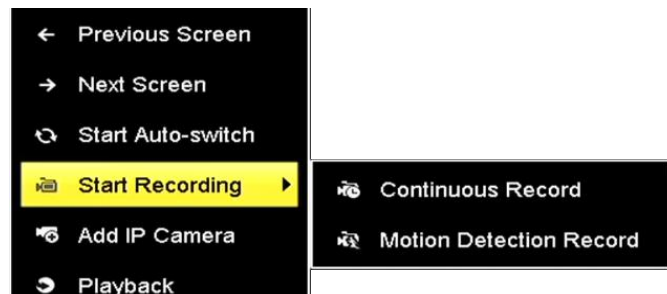 Previous Screen
Next Screen
Start Auto-switch
Start Recording
Continuous Record
Add IP Camera
Motion Detection Record
Playback